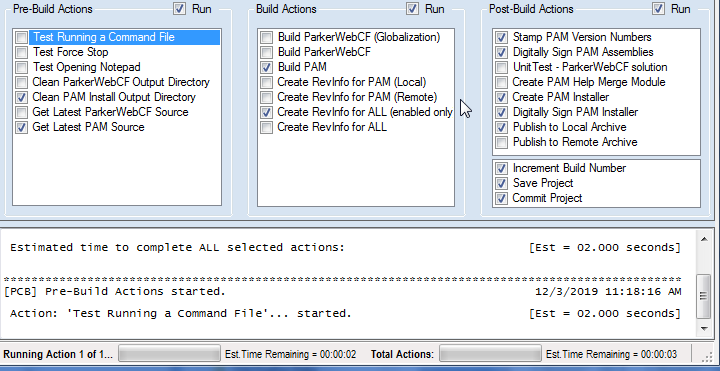 Pre-Build Actions
Run
Test Running a Command File
Test Force Stop
Test Opening Notepad
Clean ParkerWebCF Output Directory
Clean PAM Install Output Directory
Get Latest ParkerWebCF Source
Get Latest PAM Source
Build Actions
Run
Build ParkerWebCF (Globalization)
Build ParkerWebCF
Build PAM
Create RevInfo for PAM (Local)
Create RevInfo for PAM (Remote)
Create RevInfo for ALL (enabled only
Create RevInfo for ALL
Post-Build Actions
Run
Stamp PAM Version Numbers
Digitally Sign PAM Assemblies
UnitTest - ParkerWebCF solution
Create PAM Help Merge Module
Create PAM Installer
Digitally Sign PAM Installer
Publish to Local Archive
Publish to Remote Archive
Increment Build Number
Save Project
Commit Project
Estimated time to complete ALL selected actions: [Est = 02.000 seconds]
*************************************************************************************
[PCB] Pre-Build Actions started. 12/3/2019 11:18:16 AM
Action: 'Test Running a Command File'... started. [Est = 02.000 seconds]
Running Action 1 of 1... Est.Time Remaining = 00:00:02 Total Actions: Est.Time Remaining = 00:00:03